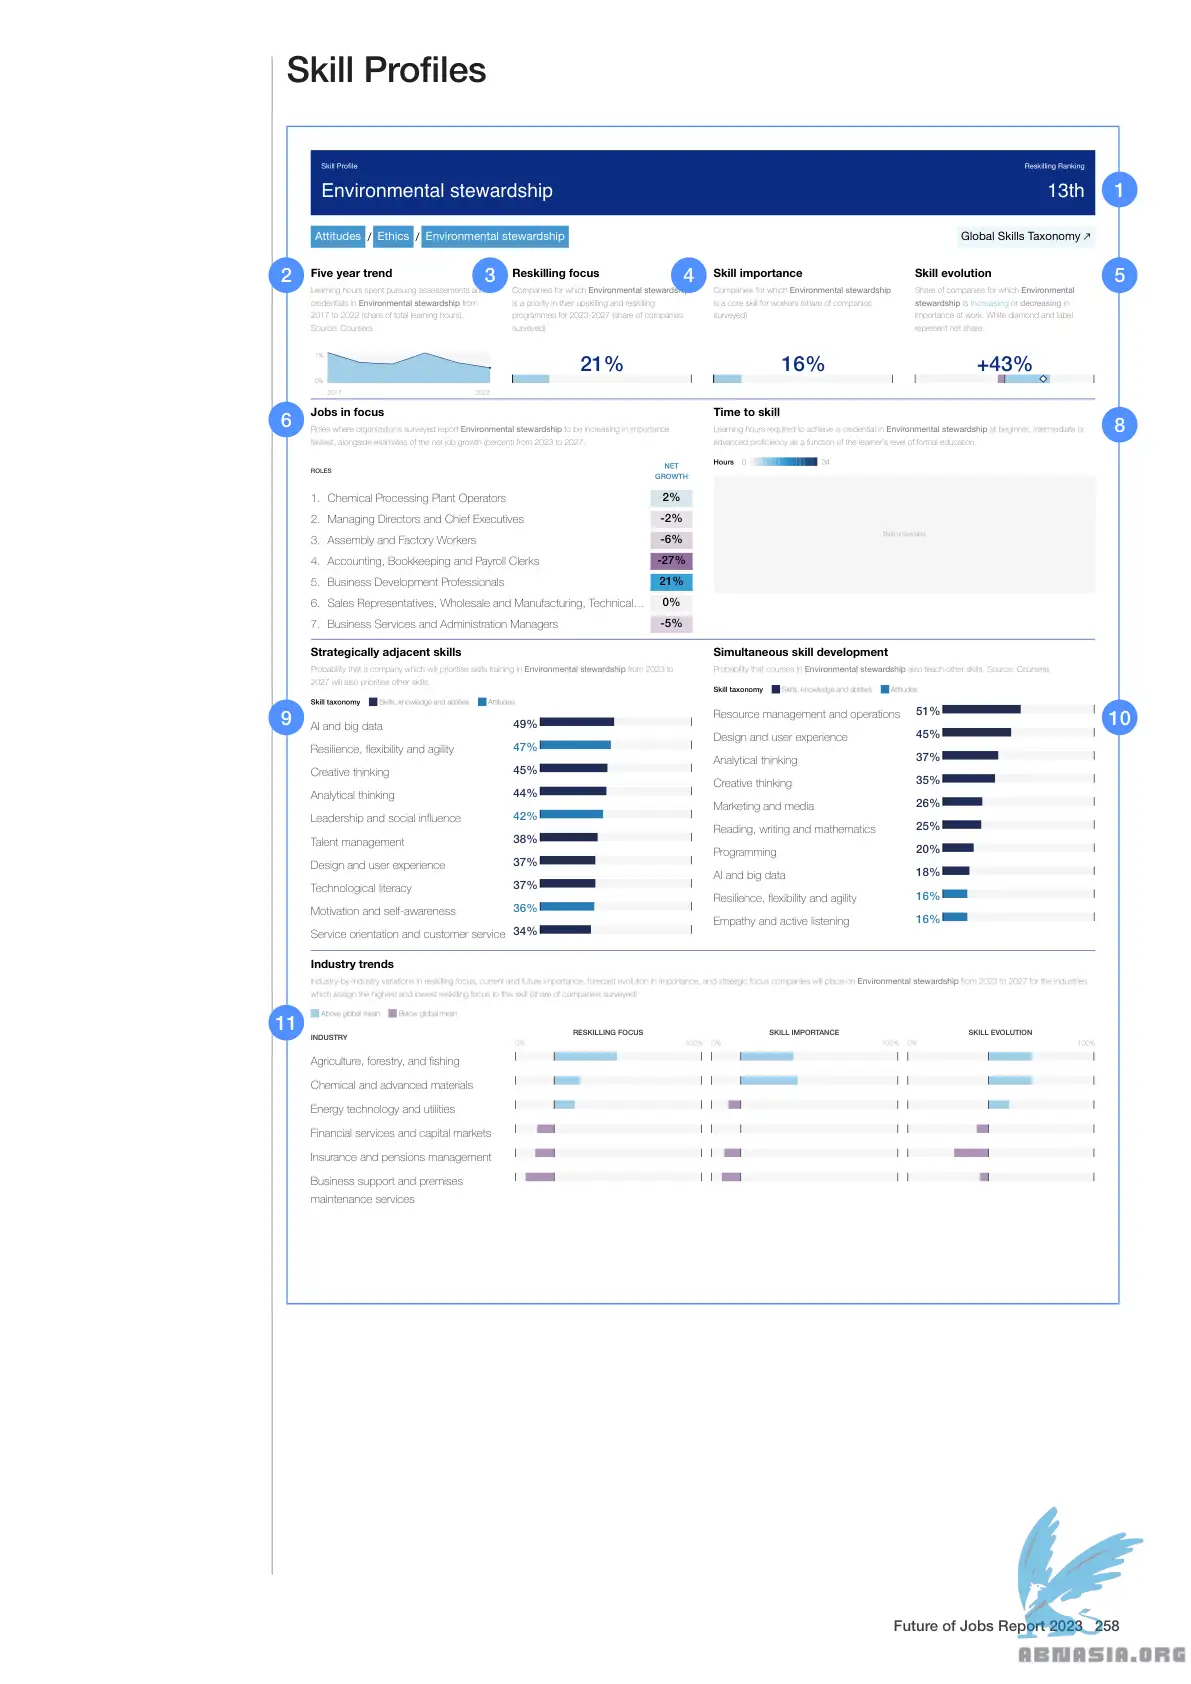 Skill Profiles
Skill Profile
Reskilling Ranking
Environmental stewardship
13th
1
Attitudes / Ethics / Environmental stewardship
Global Skills Taxonomy ↗
2
Five year trend
Learning hours spent pursuing assessements and
credentials in Environmental stewardship from
2017 to 2022 (share of total learning hours).
Source: Coursera
1%
0%
2017
2022
3
Reskilling focus
Companies for which Environmental stewardship
is a priority in their upskilling and reskilling
programmes for 2023-2027 (share of companies
surveyed)
21%
4
Skill importance
Companies for which Environmental stewardship
is a core skill for workers (share of companies
surveyed)
16%
Skill evolution
5
Share of companies for which Environmental
stewardship is increasing or decreasing in
importance at work. White diamond and label
represent net share.
+43%
6
Jobs in focus
Roles where organizations surveyed report Environmental stewardship to be increasing in importance
fastest, alongside estimates of the net job growth (percent) from 2023 to 2027.
ROLES
NET
GROWTH
1. Chemical Processing Plant Operators 2%
2. Managing Directors and Chief Executives -2%
3. Assembly and Factory Workers -6%
4. Accounting, Bookkeeping and Payroll Clerks -27%
5. Business Development Professionals 21%
6. Sales Representatives, Wholesale and Manufacturing, Technical… 0%
7. Business Services and Administration Managers -5%
Time to skill
8
Learning hours required to achieve a credential in Environmental stewardship at beginner, intermediate or
advanced proficiency as a function of the learner's level of formal education.
Hours 0 34
9
Strategically adjacent skills
Probability that a company which will prioritise skills training in Environmental stewardship from 2023 to
2027 will also prioritise other skills.
Skill taxonomy Skills, knowledge and abilities Attitudes
AI and big data 49%
Resilience, flexibility and agility 47%
Creative thinking 45%
Analytical thinking 44%
Leadership and social influence 42%
Talent management 38%
Design and user experience 37%
Technological literacy 37%
Motivation and self-awareness 36%
Service orientation and customer service 34%
Simultaneous skill development
10
Probability that courses in Environmental stewardship also teach other skills. Source: Coursera.
Skill taxonomy Skills, knowledge and abilities Attitudes
Resource management and operations 51%
Design and user experience 45%
Analytical thinking 37%
Creative thinking 35%
Marketing and media 26%
Reading, writing and mathematics 25%
Programming 20%
AI and big data 18%
Resilience, flexibility and agility 16%
Empathy and active listening 16%
Industry trends
Industry-by-industry variations in reskilling focus, current and future importance, forecast evolution in importance, and strategic focus companies will place on Environmental stewardship from 2023 to 2027 for the industries
which assign the highest and lowest reskilling focus to this skill (share of companies surveyed)
11
Above global mean Below global mean
INDUSTRY
RESKILLING FOCUS
SKILL IMPORTANCE
SKILL EVOLUTION
0% 100% 0% 100% 0% 100%
Agriculture, forestry, and fishing
Chemical and advanced materials
Energy technology and utilities
Financial services and capital markets
Insurance and pensions management
Business support and premises
maintenance services
Future of Jobs Report 2023 258
ABNASIA.ORG